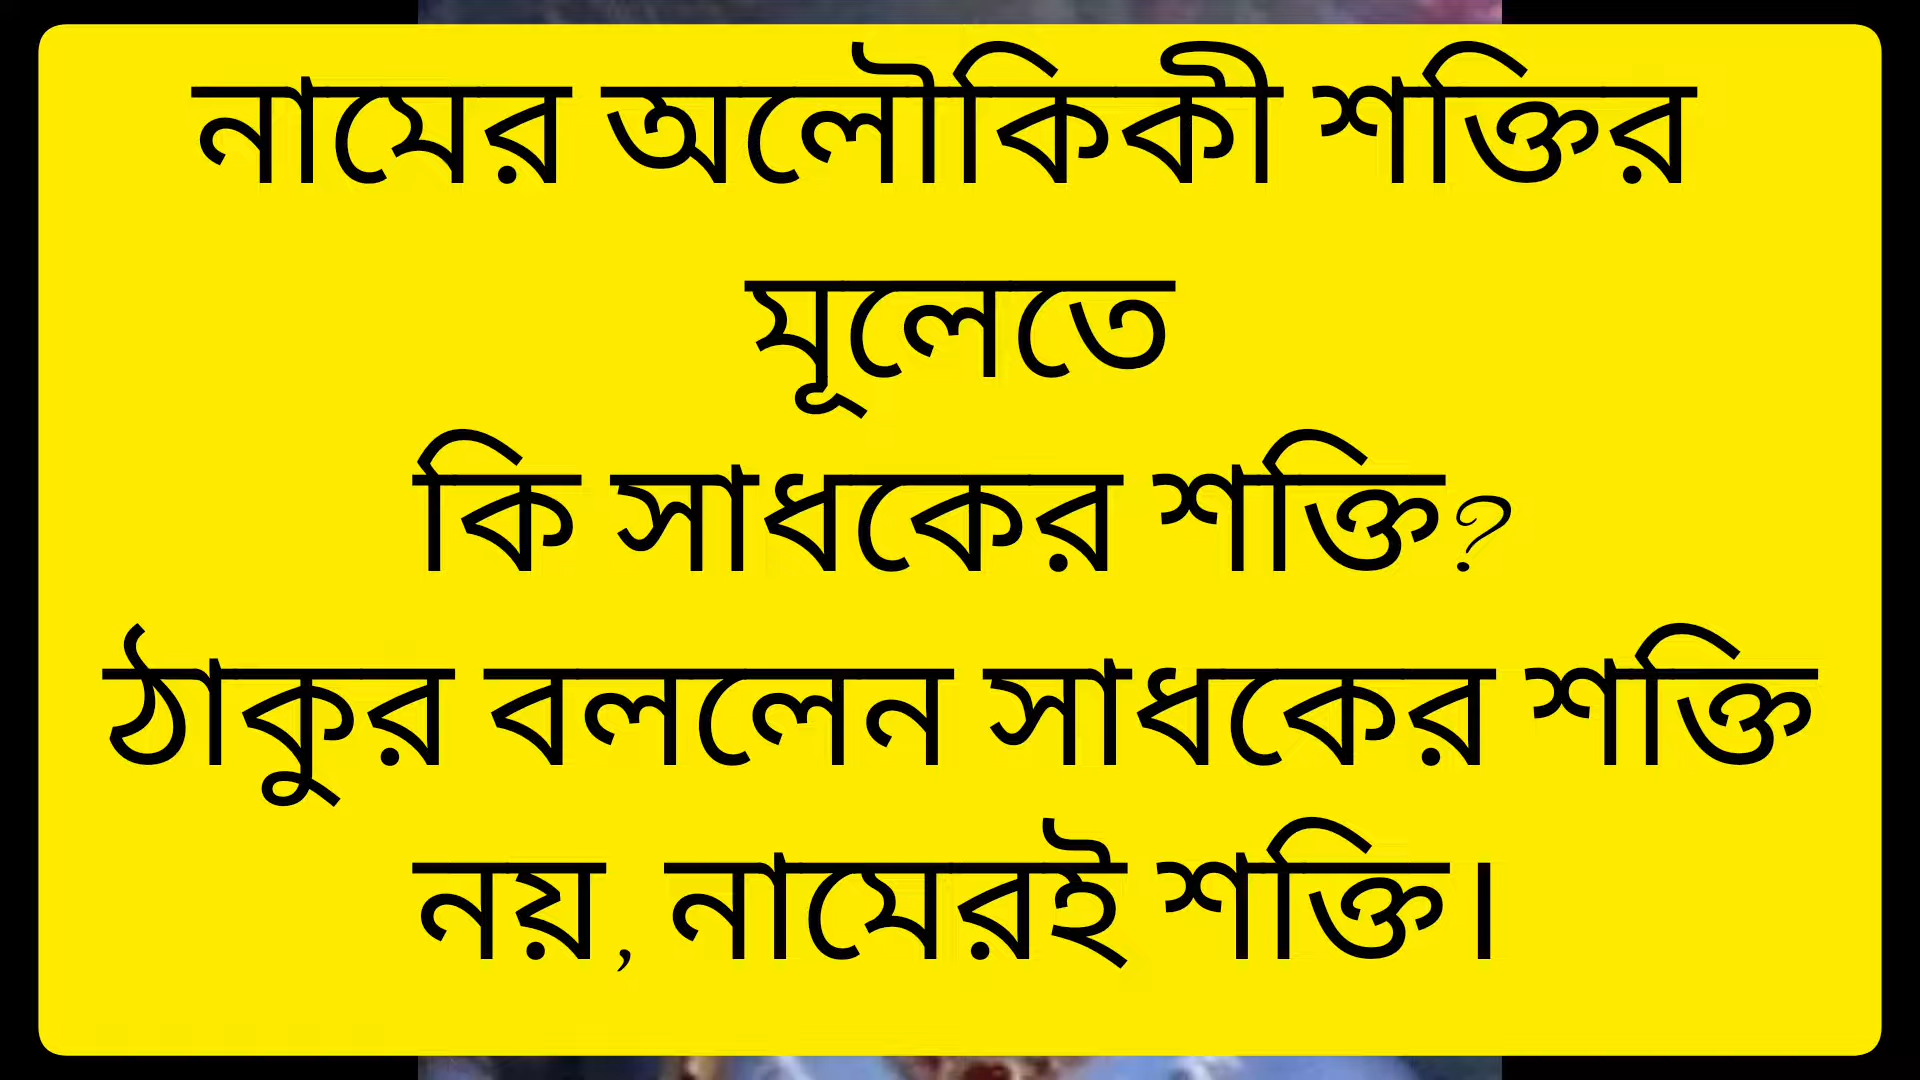 নামের অলৌকিকী শক্তির
মূলেতে
কি সাধকের শক্তি?
ঠাকুর বললেন সাধকের শক্তি
নয়, নামেরই শক্তি।